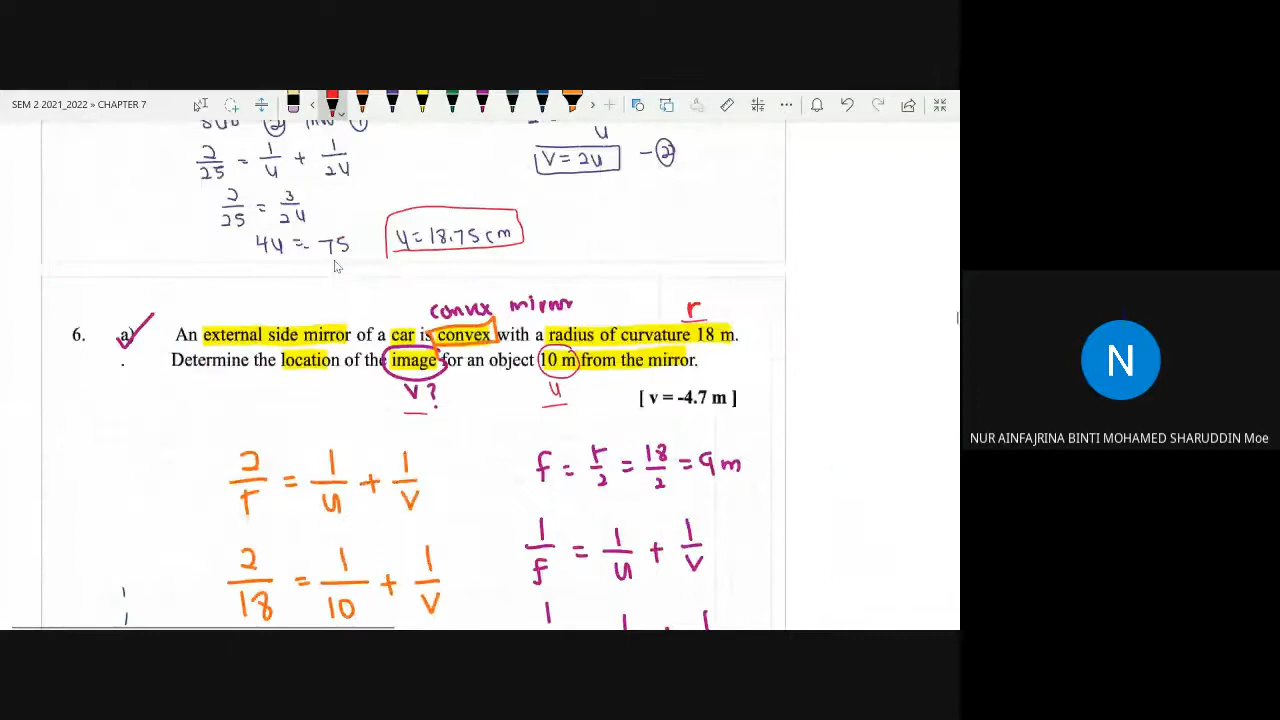 SEM 2 2021_2022 » CHAPTER 7
u
2/25 = 1/u + 1/2u
V = 2u - ②
2/25 = 3/2u
4u = 75
u = 18.75 cm
convex mirror
r
6. a) An external side mirror of a car is convex with a radius of curvature 18 m.
Determine the location of the image for an object 10 m from the mirror.
v?
u
[ v = -4.7 m ]
f = r/2 = 18/2 = 9 m
2/r = 1/u + 1/v
1/f = 1/u + 1/v
2/18 = 1/10 + 1/v
N
NUR AINFAJRINA BINTI MOHAMED SHARUDDIN Moe